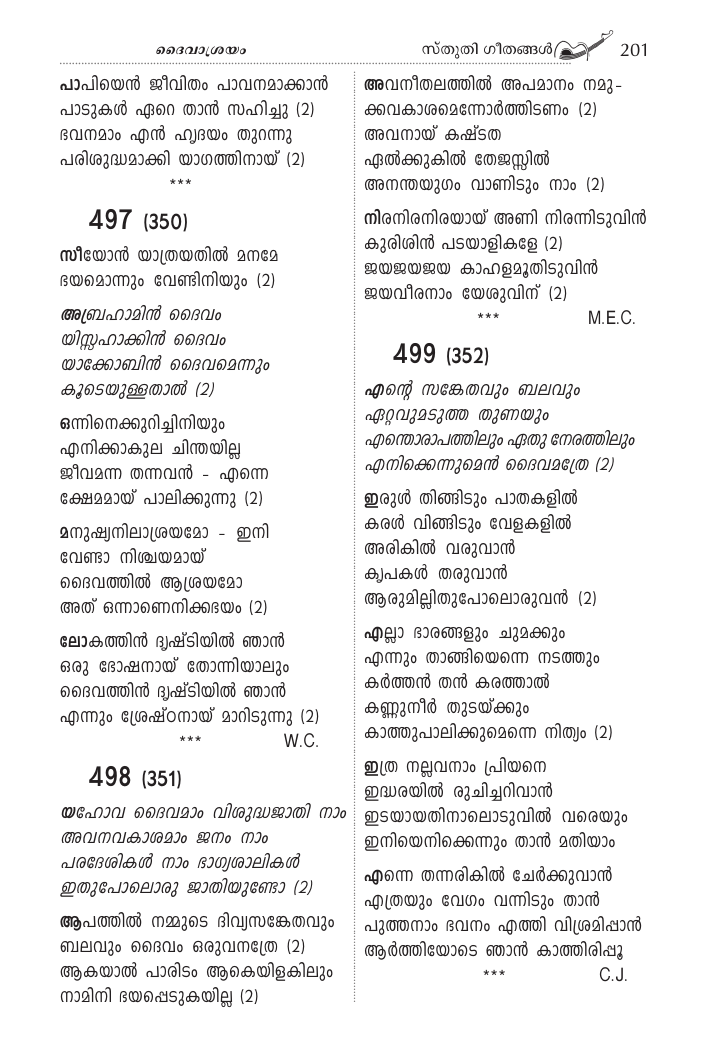 ദൈവാശ്രയം
സ്തുതി ഗീതങ്ങൾ 201
പാപിയെൻ ജീവിതം പാവനമാക്കാൻ
പാടുകൾ ഏറെ താൻ സഹിച്ചു (2)
ഭവനമാം എൻ ഹൃദയം തുറന്നു
പരിശുദ്ധമാക്കി യാഗത്തിനായ് (2)
***
497 (350)
സീയോൻ യാത്രയതിൽ മനമേ
ഭയമൊന്നും വേണ്ടിനിയും (2)
അബ്രഹാമിൻ ദൈവം
യിസ്സഹാക്കിൻ ദൈവം
യാക്കോബിൻ ദൈവമെന്നും
കൂടെയുള്ളതാൽ (2)
ഒന്നിനെക്കുറിച്ചിനിയും
എനിക്കാകുല ചിന്തയില്ല
ജീവമന്ന തന്നവൻ - എന്നെ
ക്ഷേമമായ് പാലിക്കുന്നു (2)
മനുഷ്യനിലാശ്രയമോ - ഇനി
വേണ്ടാ നിശ്ചയമായ്
ദൈവത്തിൽ ആശ്രയമോ
അത് ഒന്നാണെനിക്കഭയം (2)
ലോകത്തിൻ ദൃഷ്ടിയിൽ ഞാൻ
ഒരു ഭോഷനായ് തോന്നിയാലും
ദൈവത്തിൻ ദൃഷ്ടിയിൽ ഞാൻ
എന്നും ശ്രേഷ്ഠനായ് മാറിടുന്നു (2)
*** W.C.
498 (351)
യഹോവ ദൈവമാം വിശുദ്ധജാതി നാം
അവനവകാശമാം ജനം നാം
പരദേശികൾ നാം ഭാഗ്യശാലികൾ
ഇതുപോലൊരു ജാതിയുണ്ടോ (2)
ആപത്തിൽ നമ്മുടെ ദിവ്യസങ്കേതവും
ബലവും ദൈവം ഒരുവനത്രേ (2)
ആകയാൽ പാരിടം ആകെയിളകിലും
നാമിനി ഭയപ്പെടുകയില്ല (2)
അവനീതലത്തിൽ അപമാനം നമു-
ക്കവകാശമെന്നോർത്തിടണം (2)
അവനായ് കഷ്ടത
ഏൽക്കുകിൽ തേജസ്സിൽ
അനന്തയുഗം വാണിടും നാം (2)
നിരനിരനിരയായ് അണി നിരന്നിടുവിൻ
കുരിശിൻ പടയാളികളേ (2)
ജയജയജയ കാഹളമൂതിടുവിൻ
ജയവീരനാം യേശുവിന് (2)
*** M.E.C.
499 (352)
എന്റെ സങ്കേതവും ബലവും
ഏറ്റവുമടുത്ത തുണയും
എന്തൊരാപത്തിലും ഏതു നേരത്തിലും
എനിക്കെന്നുമെൻ ദൈവമത്രേ (2)
ഇരുൾ തിങ്ങിടും പാതകളിൽ
കരൾ വിങ്ങിടും വേളകളിൽ
അരികിൽ വരുവാൻ
കൃപകൾ തരുവാൻ
ആരുമില്ലിതുപോലൊരുവൻ (2)
എല്ലാ ഭാരങ്ങളും ചുമക്കും
എന്നും താങ്ങിയെന്നെ നടത്തും
കർത്തൻ തൻ കരത്താൽ
കണ്ണുനീർ തുടയ്ക്കും
കാത്തുപാലിക്കുമെന്നെ നിത്യം (2)
ഇത്ര നല്ലവനാം പ്രിയനെ
ഇദ്ധരയിൽ രുചിച്ചറിവാൻ
ഇടയായതിനാലൊടുവിൽ വരെയും
ഇനിയെനിക്കെന്നും താൻ മതിയാം
എന്നെ തന്നരികിൽ ചേർക്കുവാൻ
എത്രയും വേഗം വന്നിടും താൻ
പുത്തനാം ഭവനം എത്തി വിശ്രമിപ്പാൻ
ആർത്തിയോടെ ഞാൻ കാത്തിരിപ്പൂ
*** C.J.